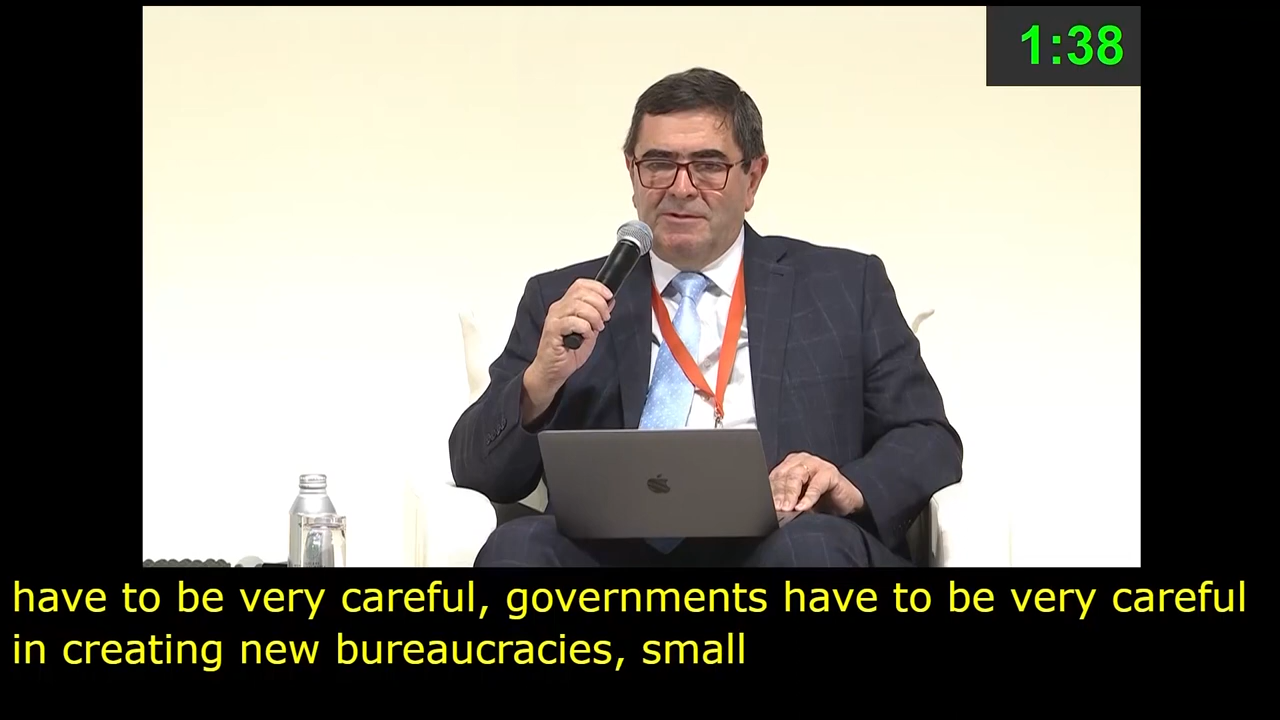 1:38
have to be very careful, governments have to be very careful
in creating new bureaucracies, small